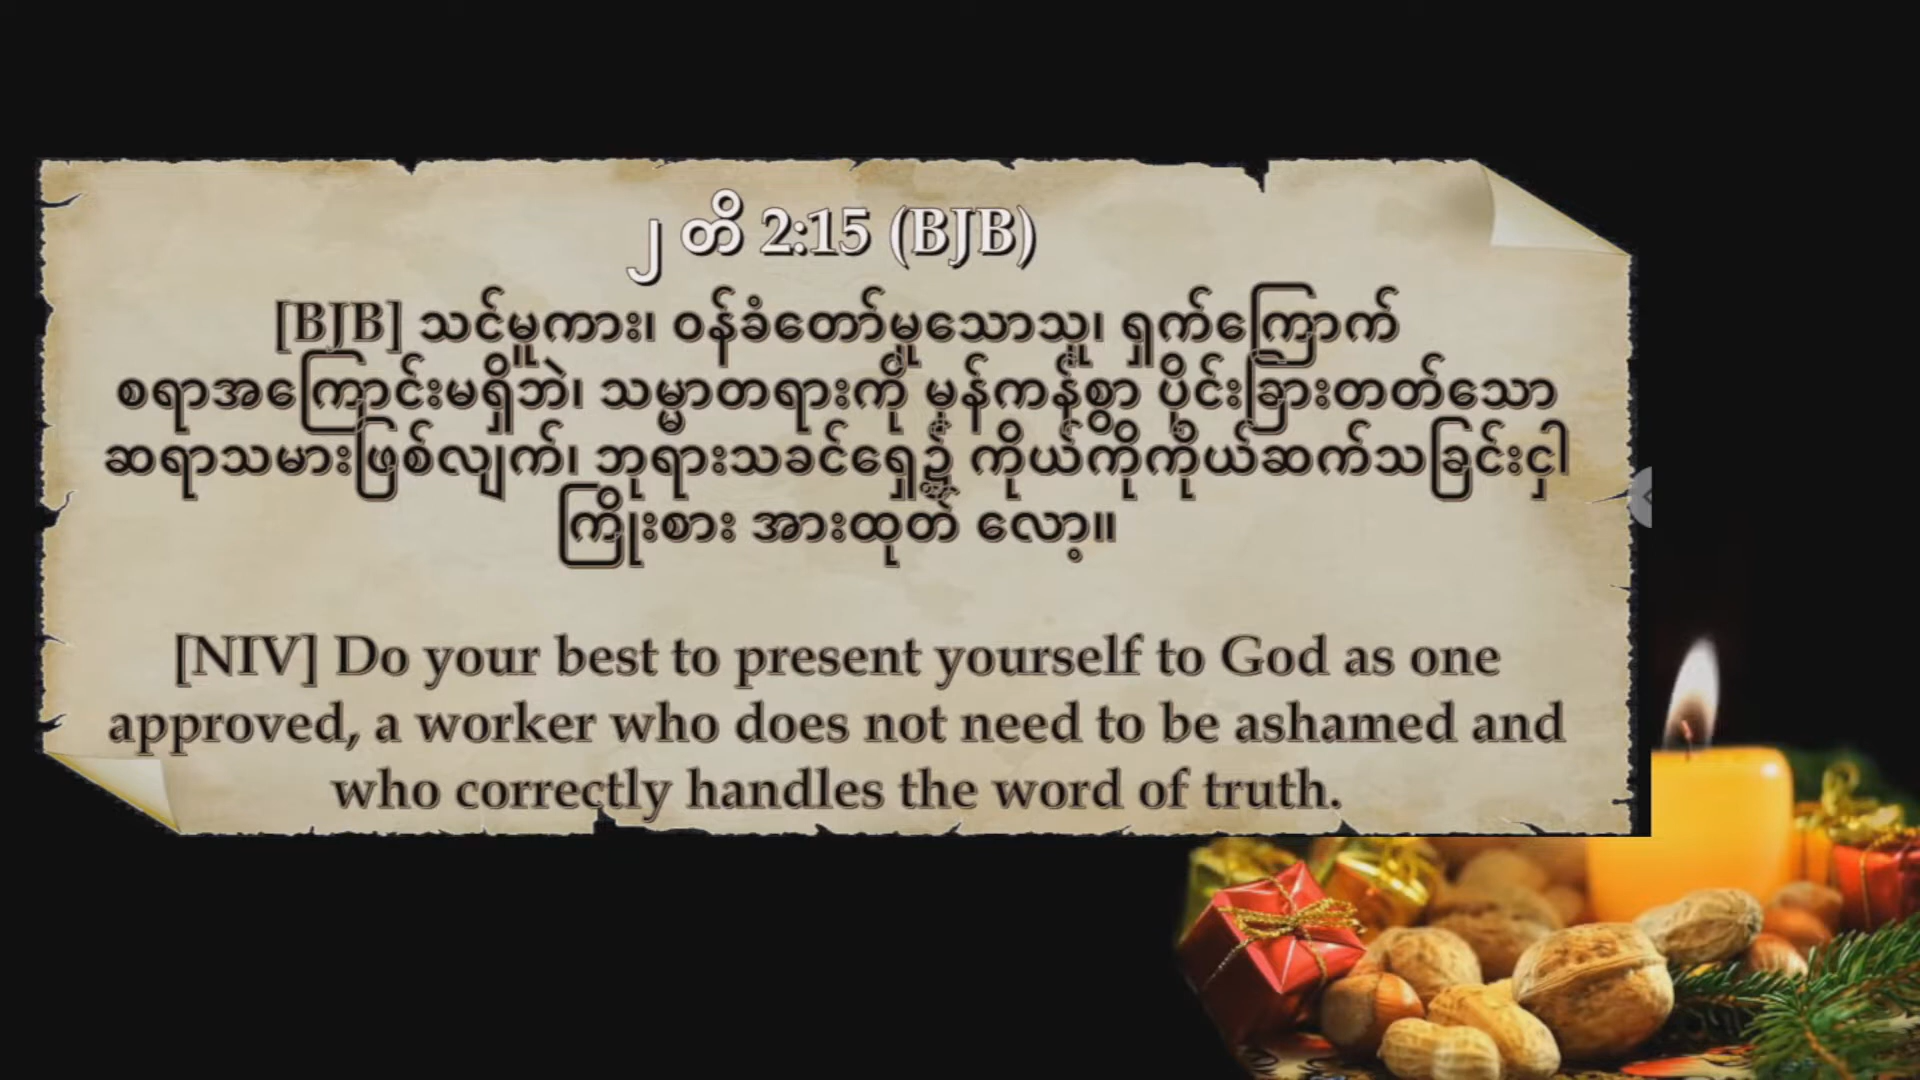 ၂ တိ 2:15 (BJB)
[BJB] သင်မူကား၊ ဝန်ခံတော်မူသောသူ၊ ရှက်ကြောက်
စရာအကြောင်းမရှိဘဲ၊ သမ္မာတရားကို မှန်ကန်စွာ ပိုင်းခြားတတ်သော
ဆရာသမားဖြစ်လျက်၊ ဘုရားသခင်ရှေ့၌ ကိုယ်ကိုကိုယ်ဆက်သခြင်းငှါ
ကြိုးစား အားထုတ် လော့။
[NIV] Do your best to present yourself to God as one
approved, a worker who does not need to be ashamed and
who correctly handles the word of truth.